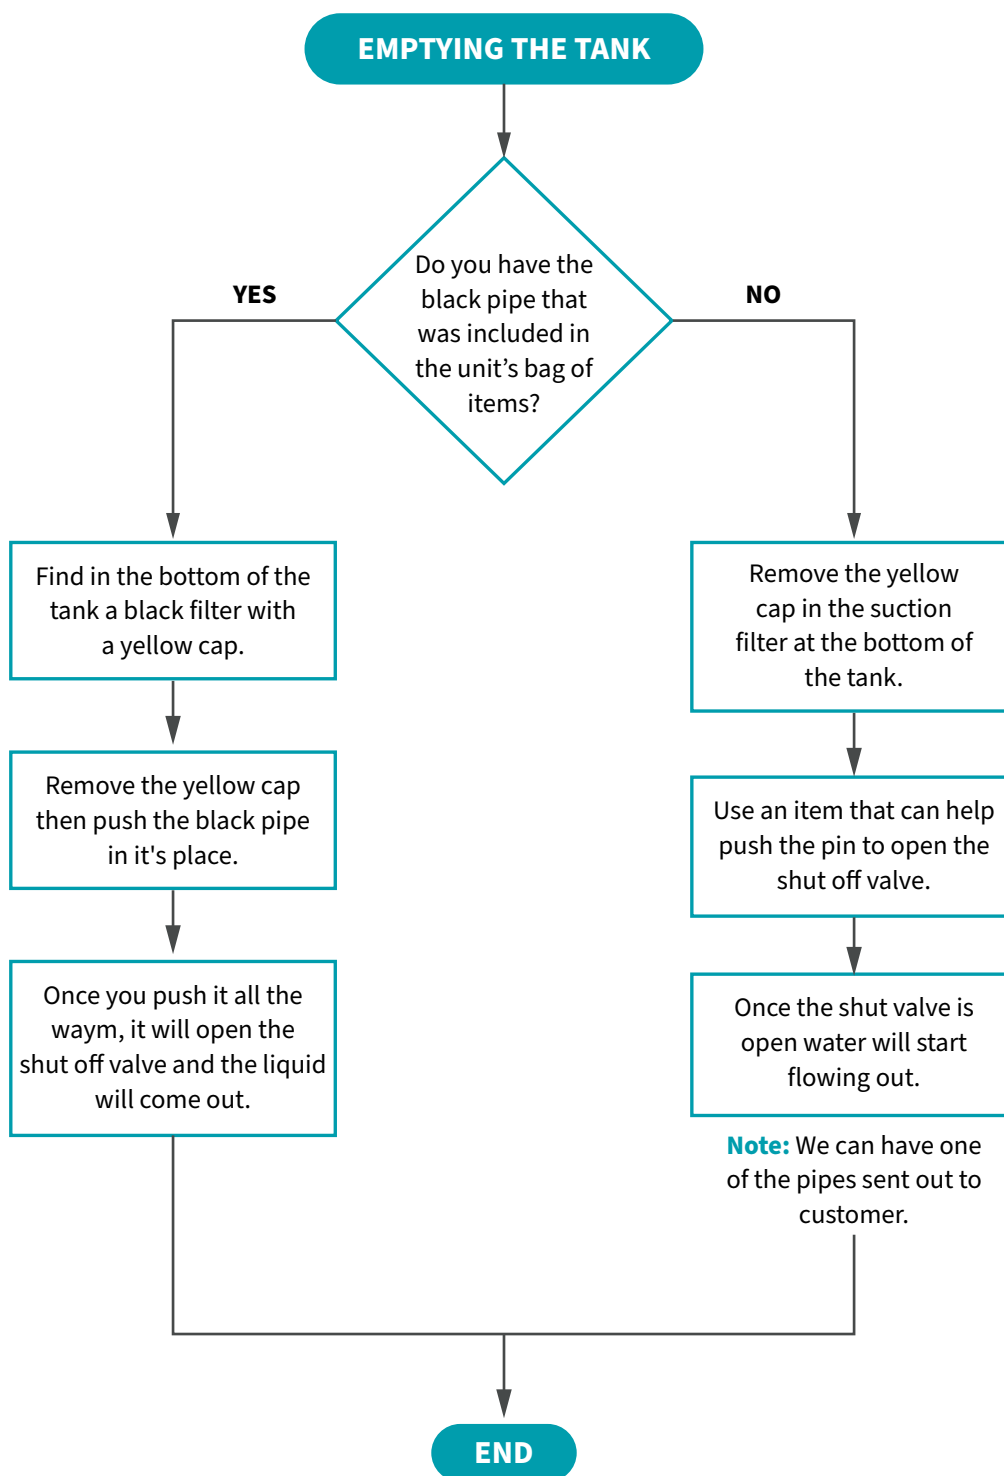 EMPTYING THE TANK
Do you have the
black pipe that
was included in
the unit’s bag of
items?
YES
NO
Find in the bottom of the
tank a black filter with
a yellow cap.
Remove the yellow cap
then push the black pipe
in it's place.
Once you push it all the
waym, it will open the
shut off valve and the liquid
will come out.
Remove the yellow
cap in the suction
filter at the bottom of
the tank.
Use an item that can help
push the pin to open the
shut off valve.
Once the shut valve is
open water will start
flowing out.
Note: We can have one
of the pipes sent out to
customer.
END